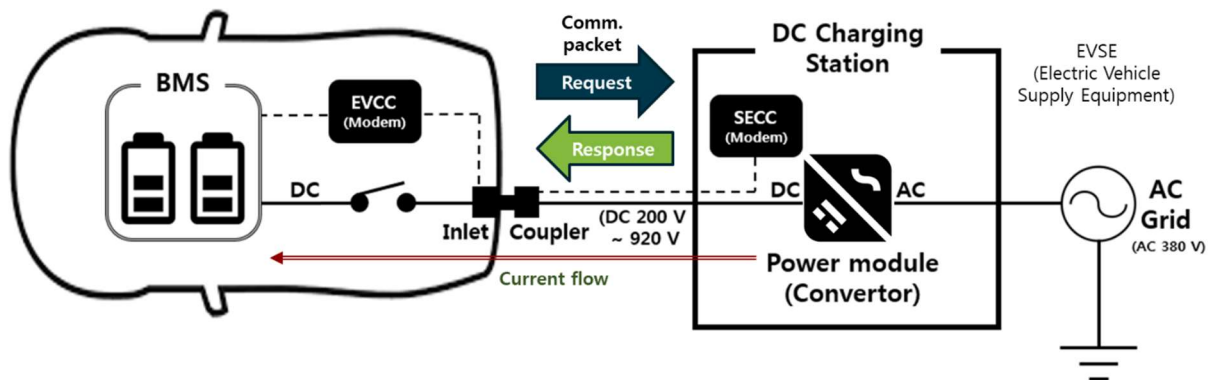 BMS
EVCC
(Modem)
DC
Inlet
Coupler
Comm.
packet
Request
Response
(DC 200 V
~ 920 V
Current flow
DC Charging
Station
SECC
(Modem)
DC
AC
Power module
(Convertor)
EVSE
(Electric Vehicle
Supply Equipment)
AC
Grid
(AC 380 V)